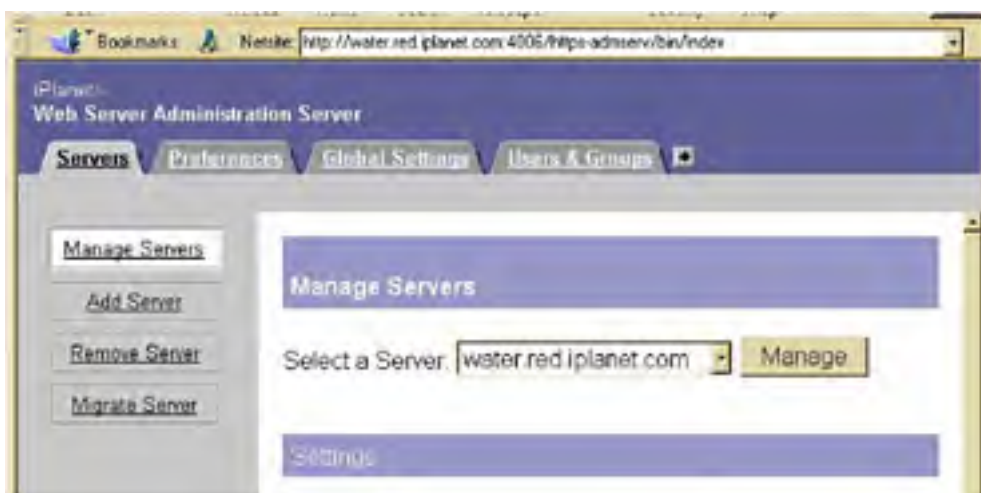 Bookmarks Netsite: http://water.red.iplanet.com:4006/https-admserv/bin/index
iPlanet
Web Server Administration Server
Servers Preferences Global Settings Users & Groups
Manage Servers
Add Server
Remove Server
Migrate Server
Manage Servers
Select a Server: water.red.iplanet.com Manage
Settings